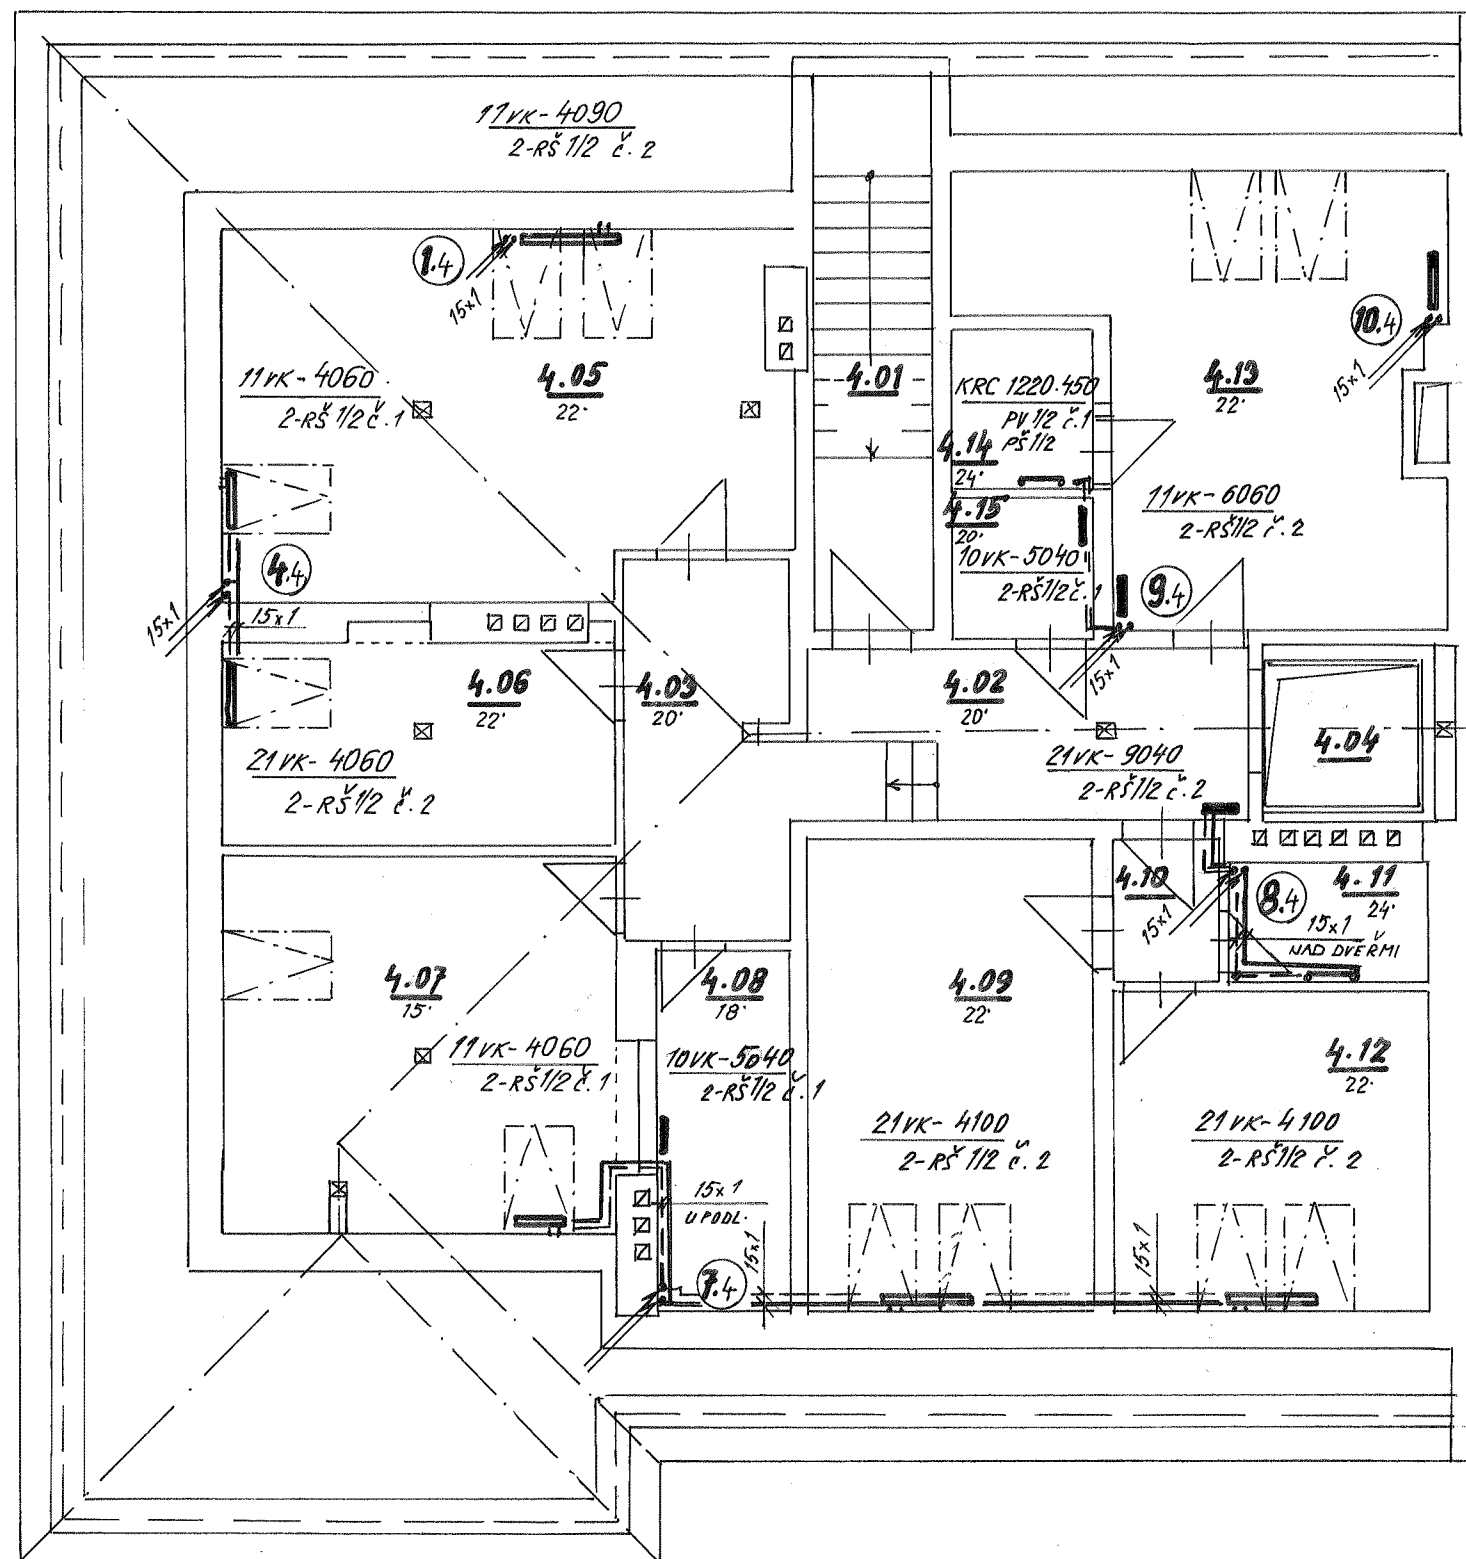 11VK-4090
2-RŠ 1/2 č.2
1.4
15x1
11VK-4060
2-RŠ 1/2 č.1
4.05
22°
4.01
KRC 1220.450
PV 1/2 č.1
PŠ 1/2
4.14
24°
4.15
20°
10VK-5040
2-RŠ 1/2 č.1
4.13
22°
10.4
15x1
11VK-6060
2-RŠ 1/2 č.2
9.4
15x1
4.4
15x1
15x1
4.06
22°
21VK-4060
2-RŠ 1/2 č.2
4.03
20°
4.02
20°
21VK-9040
2-RŠ 1/2 č.2
4.04
4.10
15x1
8.4
4.11
24°
15x1
NAD DVEŘMI
4.07
15°
11VK-4060
2-RŠ 1/2 č.1
4.08
18°
10VK-5040
2-RŠ 1/2 č.1
15x1
U PODL.
15x1
7.4
4.09
22°
21VK-4100
2-RŠ 1/2 č.2
4.12
22°
21VK-4100
2-RŠ 1/2 č.2
15x1